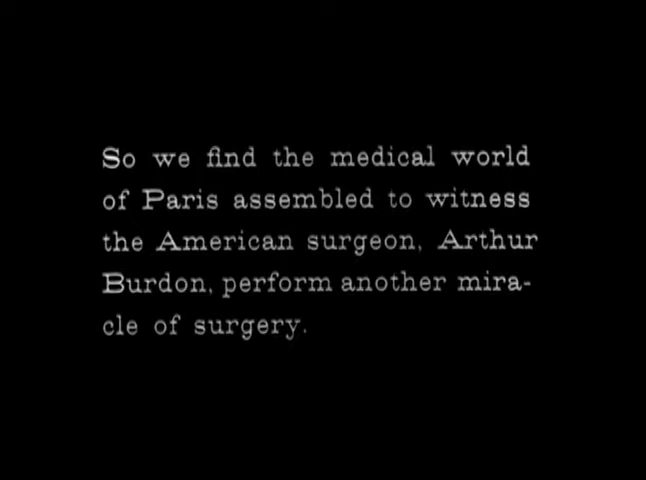 So we find the medical world
of Paris assembled to witness
the American surgeon, Arthur
Burdon, perform another mira-
cle of surgery.